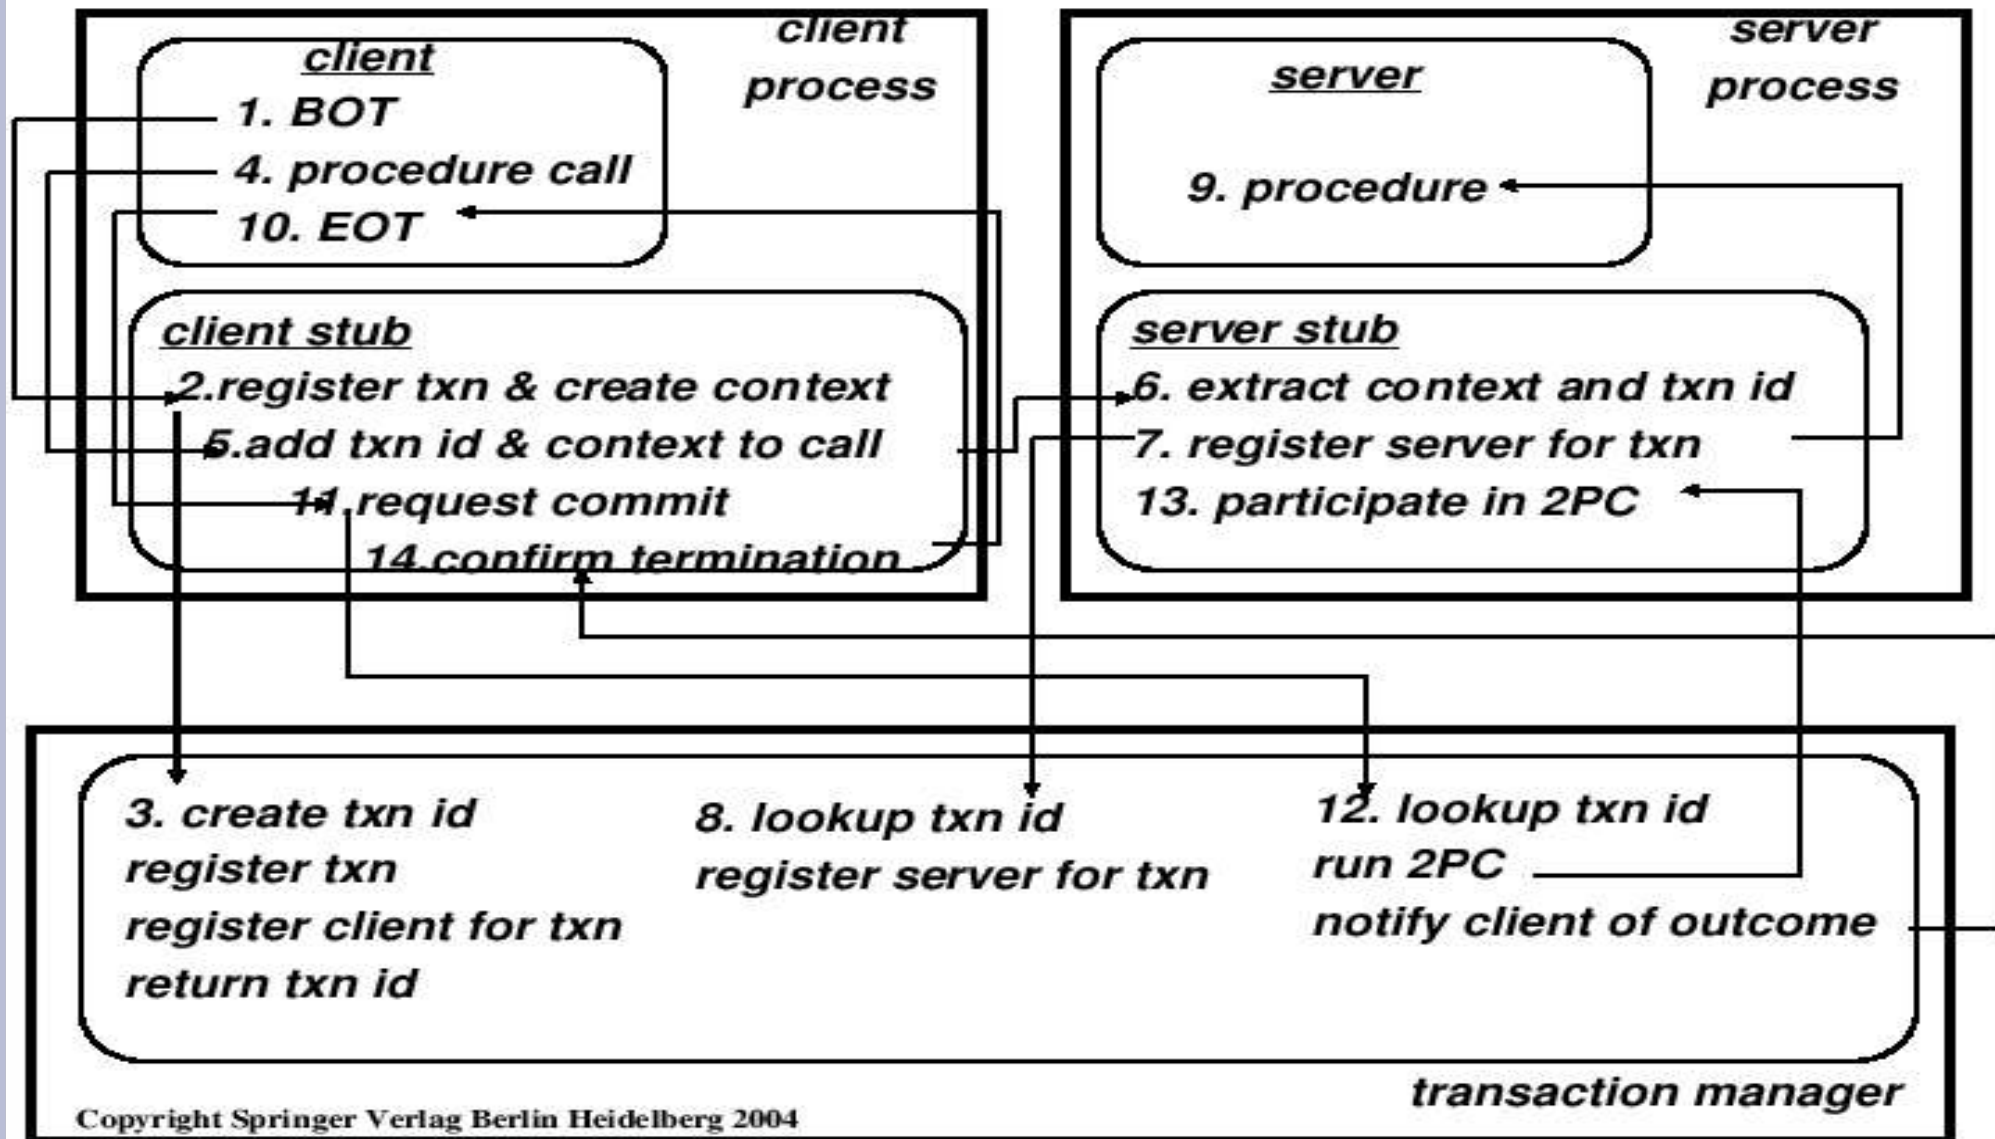 client
process
client
1. BOT
4. procedure call
10. EOT
client stub
2.register txn & create context
5.add txn id & context to call
11.request commit
14.confirm termination
server
process
server
9. procedure
server stub
6. extract context and txn id
7. register server for txn
13. participate in 2PC
3. create txn id
register txn
register client for txn
return txn id
8. lookup txn id
register server for txn
12. lookup txn id
run 2PC
notify client of outcome
transaction manager
Copyright Springer Verlag Berlin Heidelberg 2004